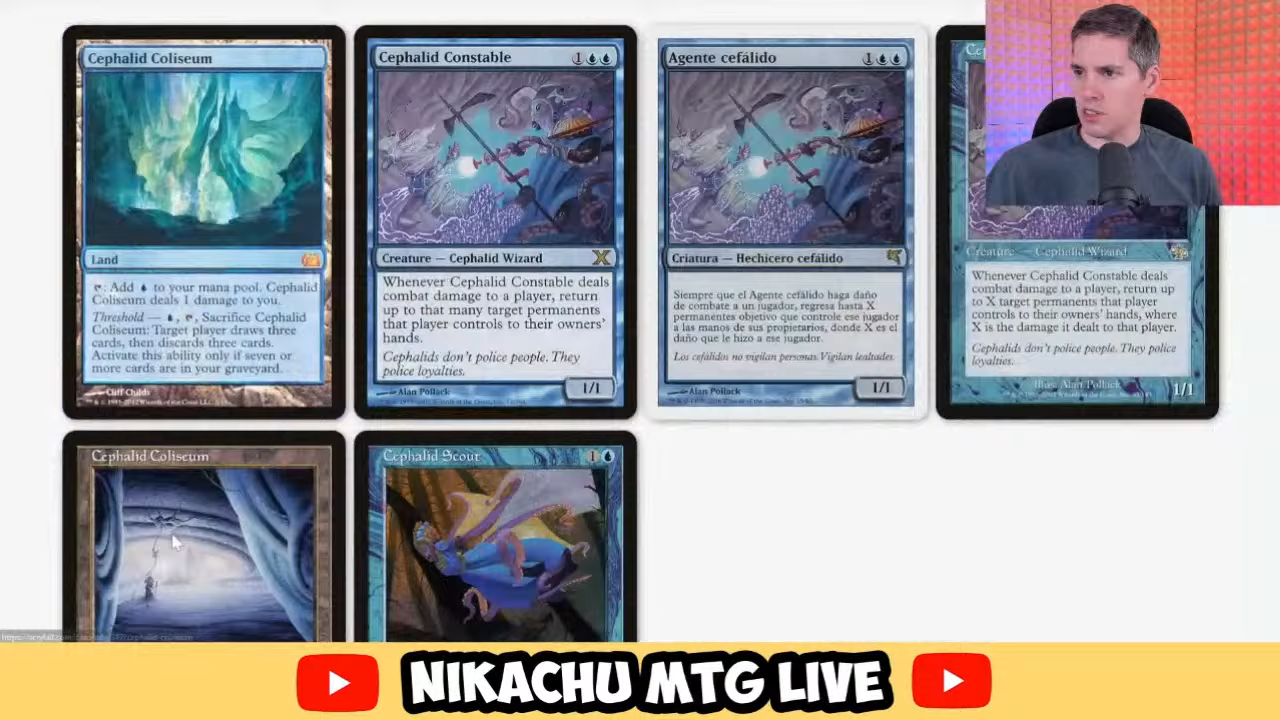 Cephalid Coliseum
Land
: Add to your mana pool. Cephalid
Coliseum deals 1 damage to you.
Threshold — , , Sacrifice Cephalid
Coliseum: Target player draws three
cards, then discards three cards.
Activate this ability only if seven or
more cards are in your graveyard.
Cliff Childs
Cephalid Constable
1
Creature — Cephalid Wizard
Whenever Cephalid Constable deals
combat damage to a player, return
up to that many target permanents
that player controls to their owners'
hands.
Cephalids don't police people. They
police loyalties.
Alan Pollack
1/1
Agente cefálido
1
Criatura — Hechicero cefálido
Siempre que el Agente cefálido haga daño
de combate a un jugador, regresa hasta X
permanentes objetivo que controle ese jugador
a las manos de sus propietarios, donde X es el
daño que le hizo a ese jugador.
Los cefálidos no vigilan personas. Vigilan lealtades.
Alan Pollack
1/1
Creature — Cephalid Wizard
Whenever Cephalid Constable deals
combat damage to a player, return up
to X target permanents that player
controls to their owners' hands, where
X is the damage it dealt to that player.
Cephalids don't police people. They police
loyalties.
Illus. Alan Pollack
1/1
Cephalid Coliseum
Cephalid Scout
1
NIKACHU MTG LIVE